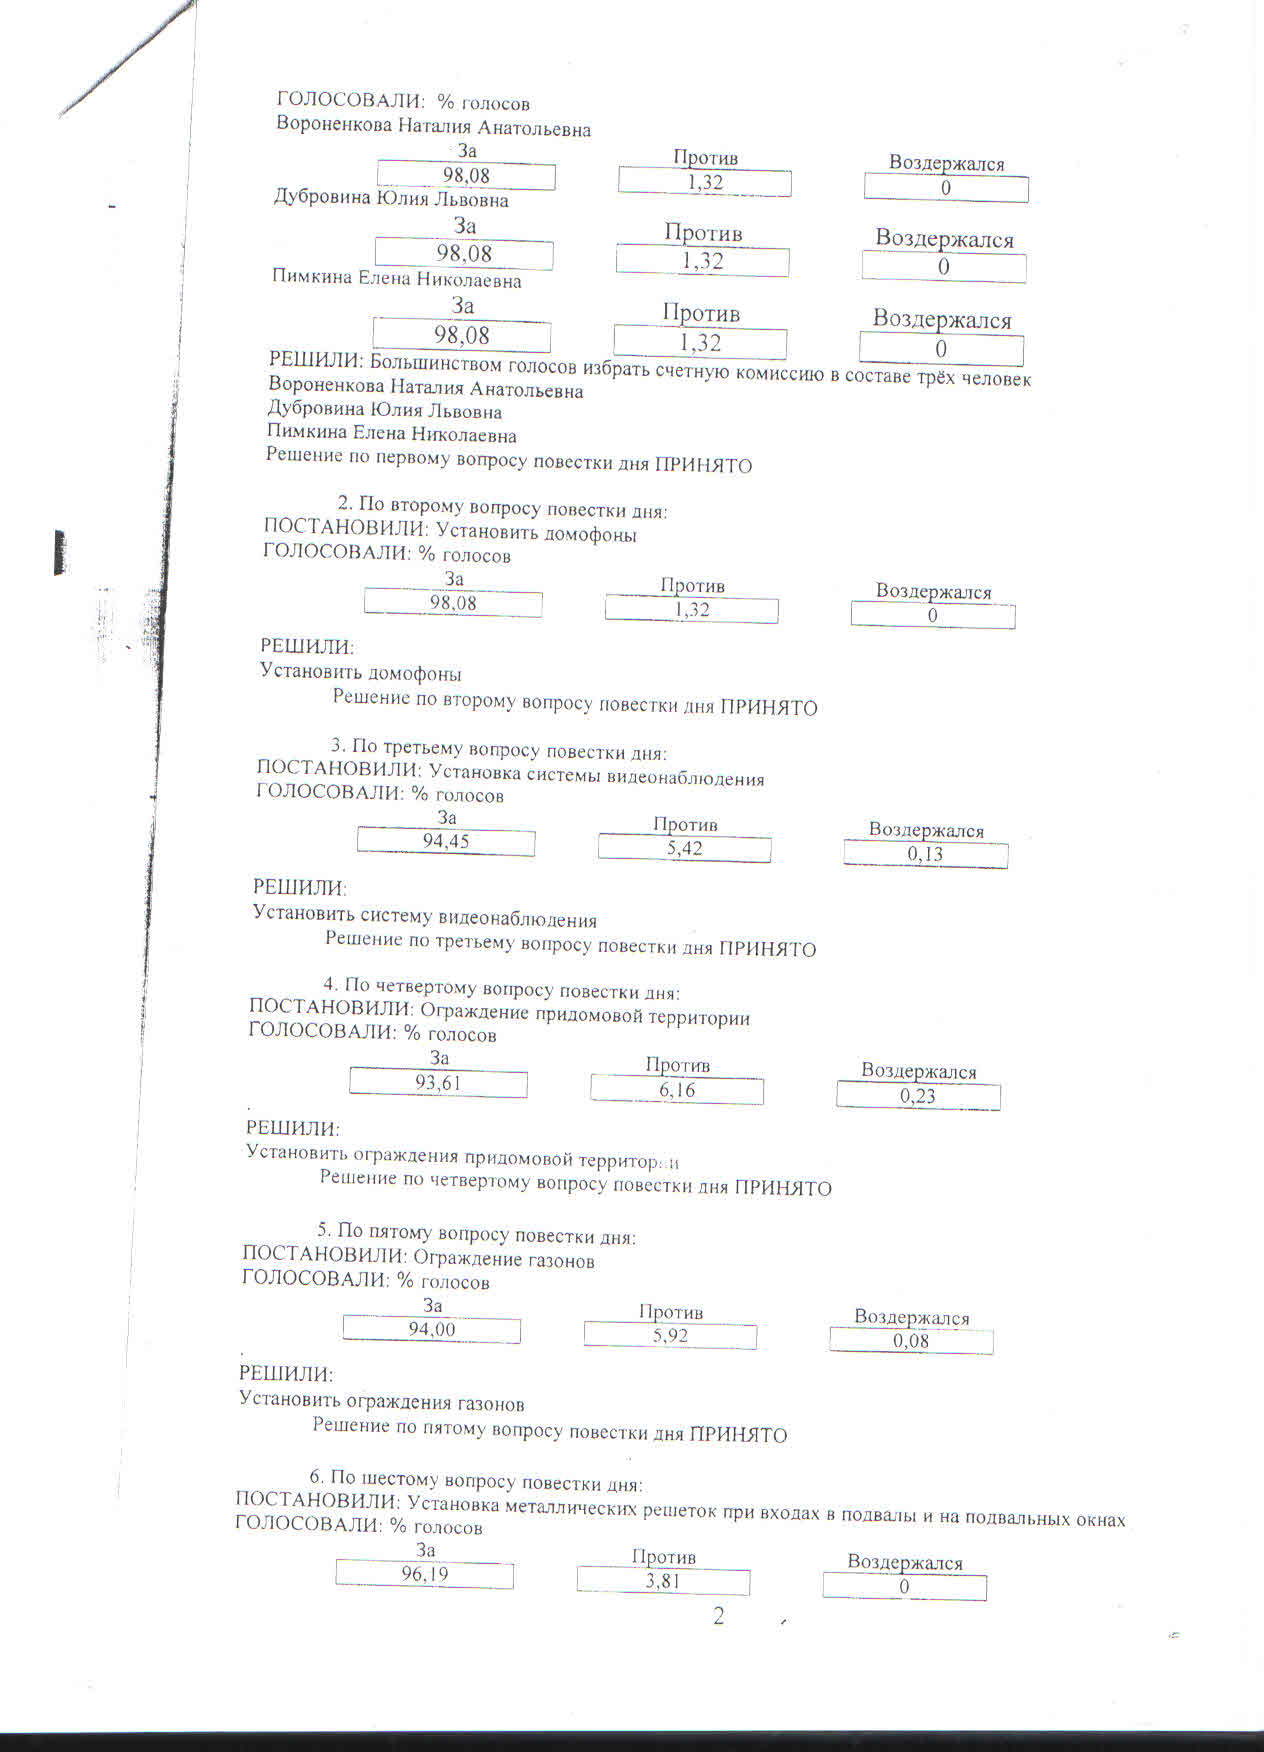 ГОЛОСОВАЛИ: % голосов
Вороненкова Наталия Анатольевна
За Против Воздержался
98,08 1,32 0
Дубровина Юлия Львовна
За Против Воздержался
98,08 1,32 0
Пимкина Елена Николаевна
За Против Воздержался
98,08 1,32 0
РЕШИЛИ: Большинством голосов избрать счетную комиссию в составе трёх человек
Вороненкова Наталия Анатольевна
Дубровина Юлия Львовна
Пимкина Елена Николаевна
Решение по первому вопросу повестки дня ПРИНЯТО
2. По второму вопросу повестки дня:
ПОСТАНОВИЛИ: Установить домофоны
ГОЛОСОВАЛИ: % голосов
За Против Воздержался
98,08 1,32 0
РЕШИЛИ:
Установить домофоны
Решение по второму вопросу повестки дня ПРИНЯТО
3. По третьему вопросу повестки дня:
ПОСТАНОВИЛИ: Установка системы видеонаблюдения
ГОЛОСОВАЛИ: % голосов
За Против Воздержался
94,45 5,42 0,13
РЕШИЛИ:
Установить систему видеонаблюдения
Решение по третьему вопросу повестки дня ПРИНЯТО
4. По четвертому вопросу повестки дня:
ПОСТАНОВИЛИ: Ограждение придомовой территории
ГОЛОСОВАЛИ: % голосов
За Против Воздержался
93,61 6,16 0,23
РЕШИЛИ:
Установить ограждения придомовой территории
Решение по четвертому вопросу повестки дня ПРИНЯТО
5. По пятому вопросу повестки дня:
ПОСТАНОВИЛИ: Ограждение газонов
ГОЛОСОВАЛИ: % голосов
За Против Воздержался
94,00 5,92 0,08
РЕШИЛИ:
Установить ограждения газонов
Решение по пятому вопросу повестки дня ПРИНЯТО
6. По шестому вопросу повестки дня:
ПОСТАНОВИЛИ: Установка металлических решеток при входах в подвалы и на подвальных окнах
ГОЛОСОВАЛИ: % голосов
За Против Воздержался
96,19 3,81 0
2